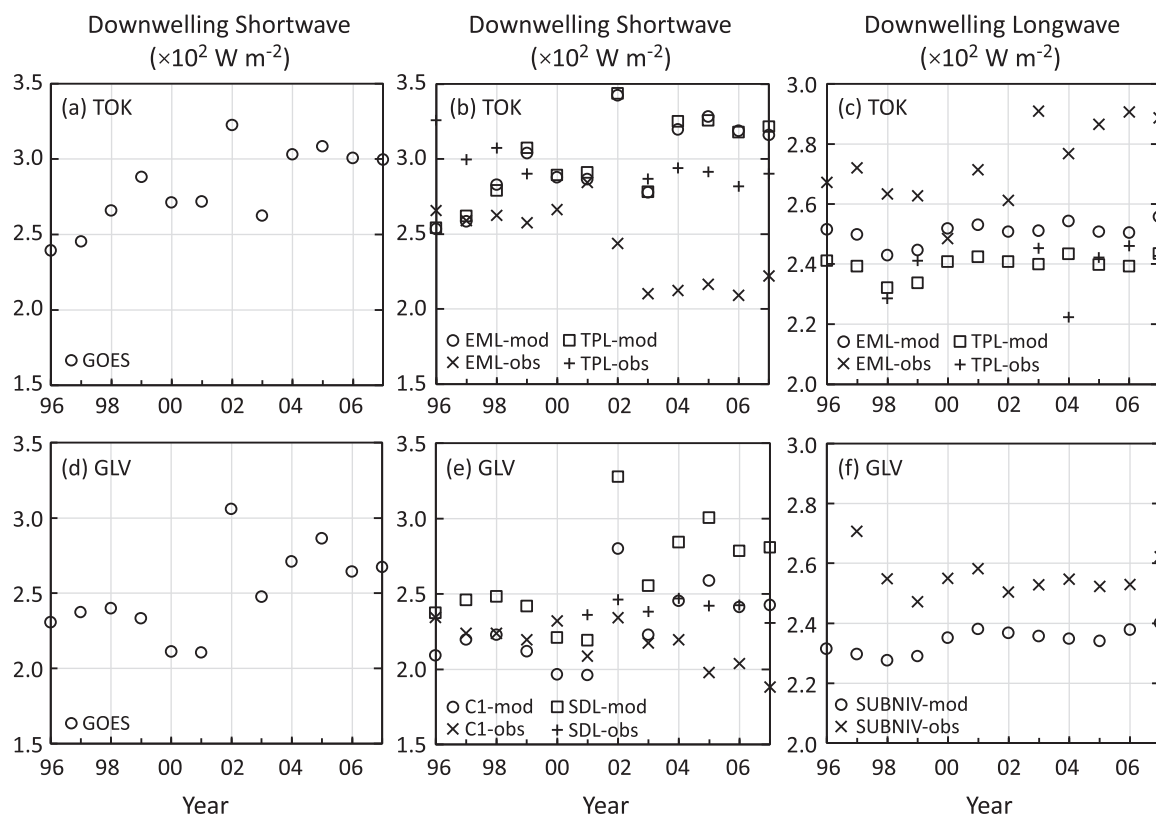 Downwelling Shortwave
(×10² W m⁻²)
Downwelling Shortwave
(×10² W m⁻²)
Downwelling Longwave
(×10² W m⁻²)
3.5
3.0
2.5
2.0
1.5
(a) TOK
GOES
96 98 00 02 04 06
3.5
3.0
2.5
2.0
1.5
(b) TOK
EML-mod TPL-mod
EML-obs TPL-obs
96 98 00 02 04 06
3.0
2.8
2.6
2.4
2.2
2.0
(c) TOK
EML-mod TPL-mod
EML-obs TPL-obs
96 98 00 02 04 06
3.5
3.0
2.5
2.0
1.5
(d) GLV
GOES
96 98 00 02 04 06
Year
3.5
3.0
2.5
2.0
1.5
(e) GLV
C1-mod SDL-mod
C1-obs SDL-obs
96 98 00 02 04 06
Year
3.0
2.8
2.6
2.4
2.2
2.0
(f) GLV
SUBNIV-mod
SUBNIV-obs
96 98 00 02 04 06
Year